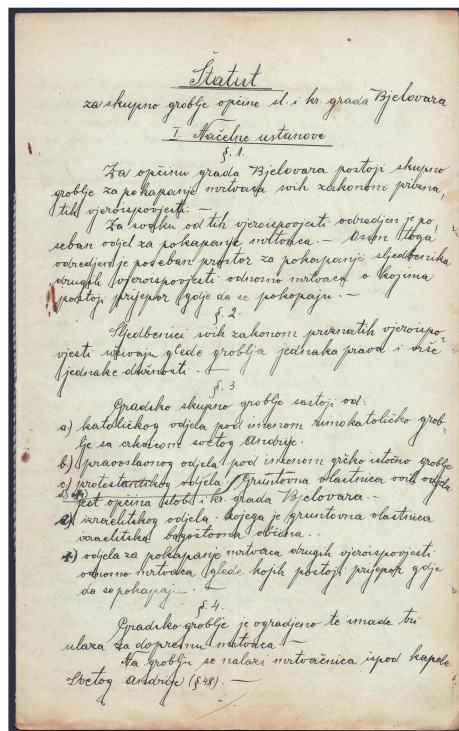 Štatut
za skupno groblje općine sl. i kr. grada Bjelovara
I. Načelne ustanove
§. 1.
Za općinu grada Bjelovara postoji skupno
groblje za pokapanje mrtvaca svih zakonom prizna,
tih vjeroispovjesti. —
Za svaku od tih vjeroispovjesti odredjen je po,
seban odjel za pokapanje mrtvaca. — Osim toga
odredjen je poseban prostor za pokapanje sljedbenika
drugih vjeroispovjesti odnosno mrtvaca o kojima
postoji prijepor gdje da se pokopaju. —
§. 2.
Sljedbenici svih zakonom priznatih vjeroispo-
vjesti uživaju glede groblja jednaka prava i vrše
jednake dužnosti. —
§. 3.
Gradsko skupno groblje sastoji od:
a) katoličkog odjela pod imenom rimokatoličko grob-
lje sa crkvicom svetog Andrije.
b) pravoslavnog odjela pod imenom grčko istočno groblje
c) protestantskog odjela. Gruntovna vlastnica ovih odjela
jest općina slob. i kr. grada Bjelovara. —
d) izraelitskog odjela kojega je gruntovna vlastnica
izraelitska bogoštovna općina. —
odjela za pokapanje mrtvaca drugih vjeroispovjesti
odnosno mrtvaca glede kojih postoji prijepor gdje
da se pokapaju. —
§. 4.
Gradsko groblje je ogradjeno te imade tri
ulaza za dopremu mrtvaca. —
Na groblju se nalazi mrtvačnica ispod kapele
Svetog Andrije (§ 48). —